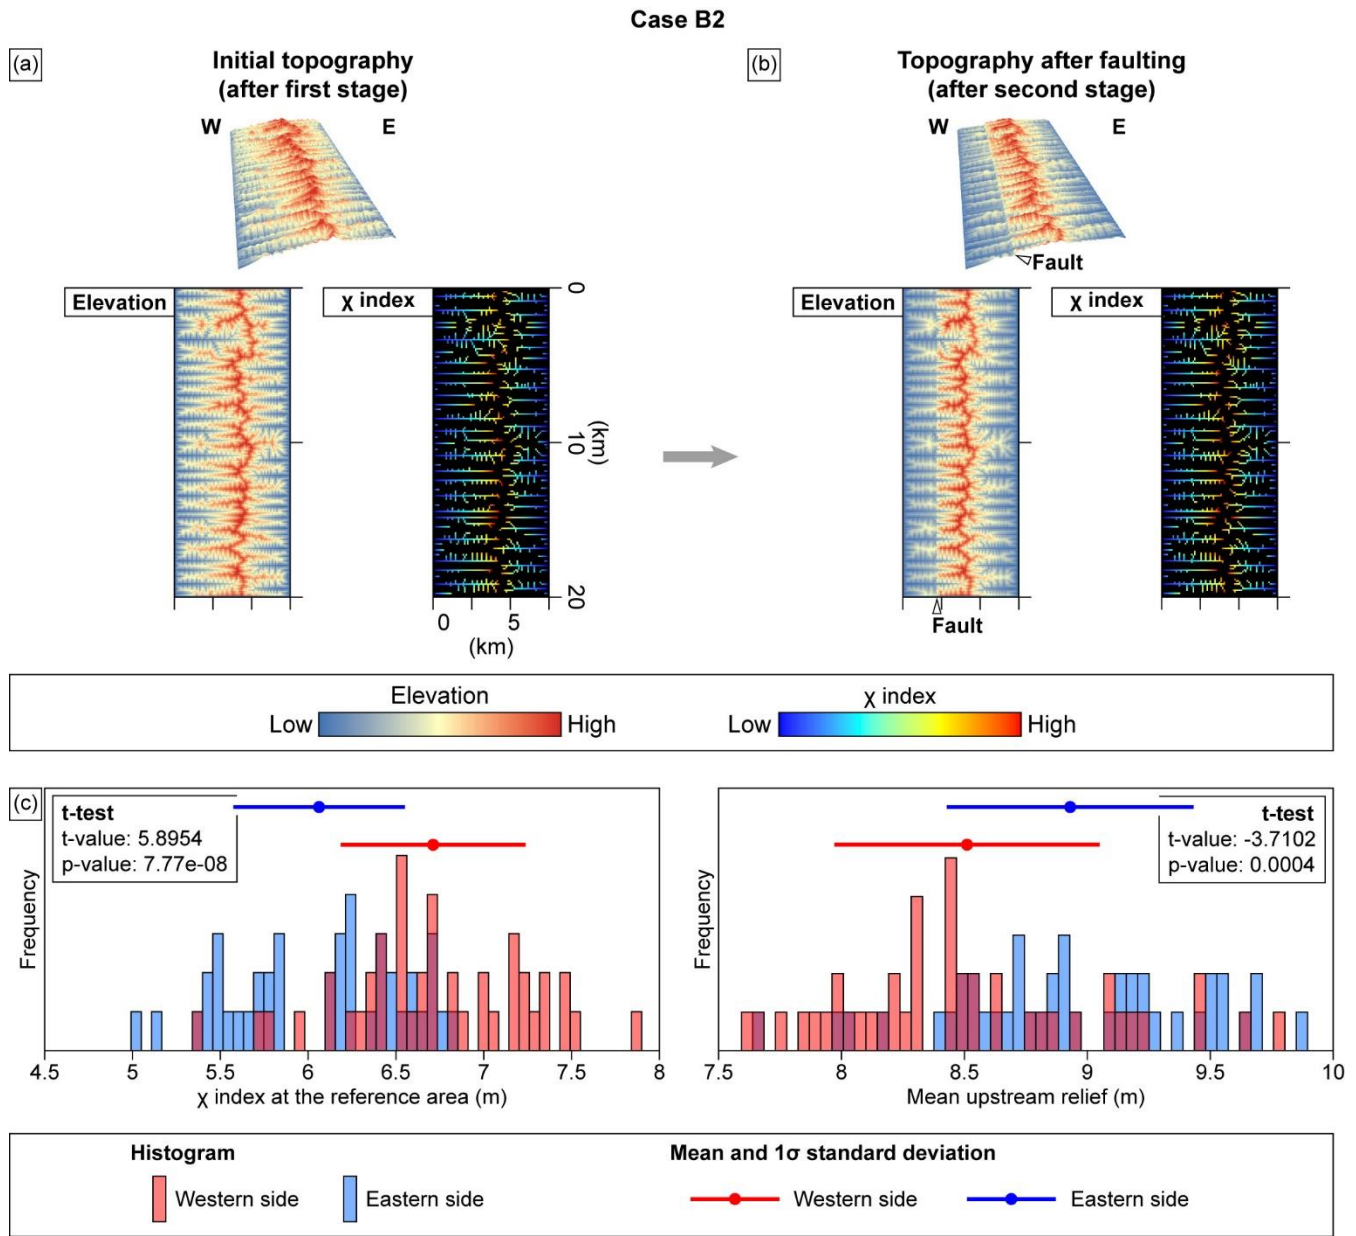 Case B2
(a)
Initial topography
(after first stage)
W
E
Elevation
χ index
0
10
20
(km)
0
5
(km)
(b)
Topography after faulting
(after second stage)
W
E
Fault
Elevation
χ index
Fault
Elevation
Low
High
χ index
Low
High
(c)
t-test
t-value: 5.8954
p-value: 7.77e-08
Frequency
4.5 5 5.5 6 6.5 7 7.5 8
χ index at the reference area (m)
t-test
t-value: -3.7102
p-value: 0.0004
Frequency
7.5 8 8.5 9 9.5 10
Mean upstream relief (m)
Histogram
Western side
Eastern side
Mean and 1σ standard deviation
Western side
Eastern side